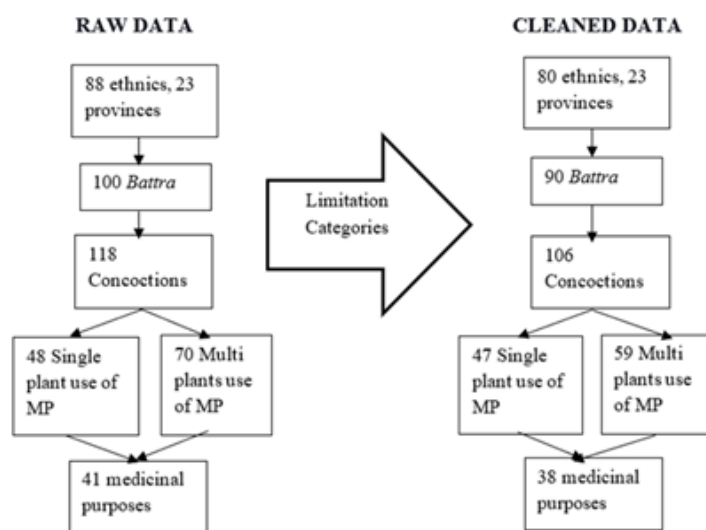 RAW DATA
88 ethnics, 23
provinces
100 Battra
118
Concoctions
48 Single
plant use of
MP
70 Multi
plants use
of MP
41 medicinal
purposes
Limitation
Categories
CLEANED DATA
80 ethnics, 23
provinces
90 Battra
106
Concoctions
47 Single
plant use of
MP
59 Multi
plants use
of MP
38 medicinal
purposes